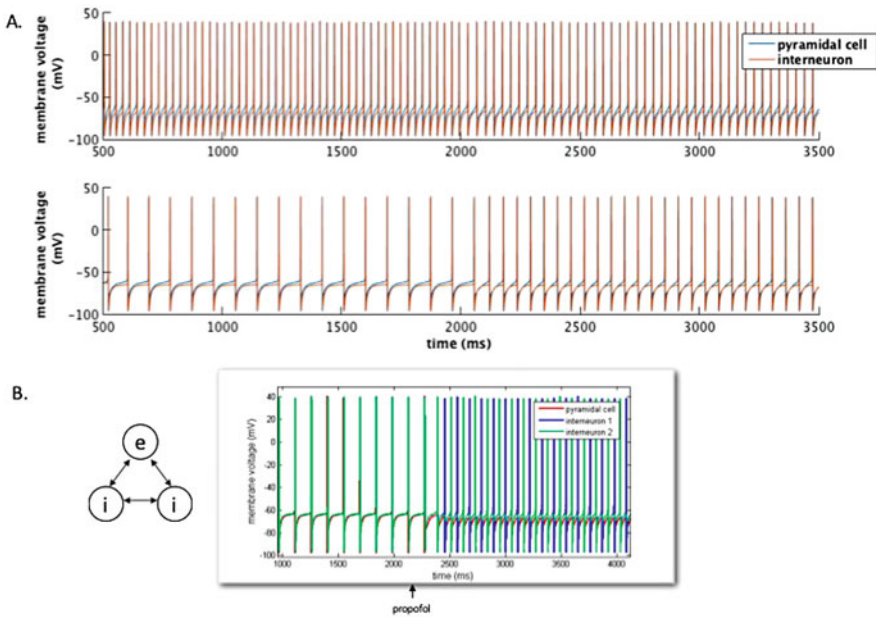 A.
membrane voltage
(mV)
50
0
-50
-100
500
1000
1500
2000
2500
3000
3500
pyramidal cell
interneuron
membrane voltage
(mV)
50
0
-50
-100
500
1000
1500
2000
2500
3000
3500
time (ms)
B.
e
i
i
membrane voltage (mV)
40
20
0
-20
-40
-60
-80
-100
1000
1500
2000
2500
3000
3500
4000
time (ms)
pyramidal cell
interneuron 1
interneuron 2
propofol